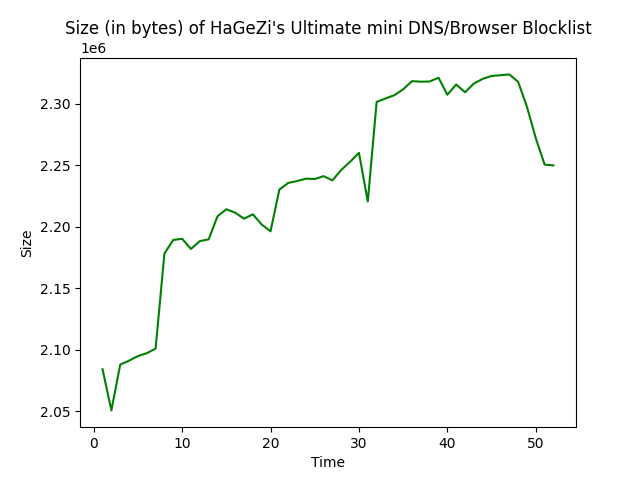 Size (in bytes) of HaGeZi's Ultimate mini DNS/Browser Blocklist
1e6
2.30
2.25
2.20
2.15
2.10
2.05
Size
0 10 20 30 40 50
Time